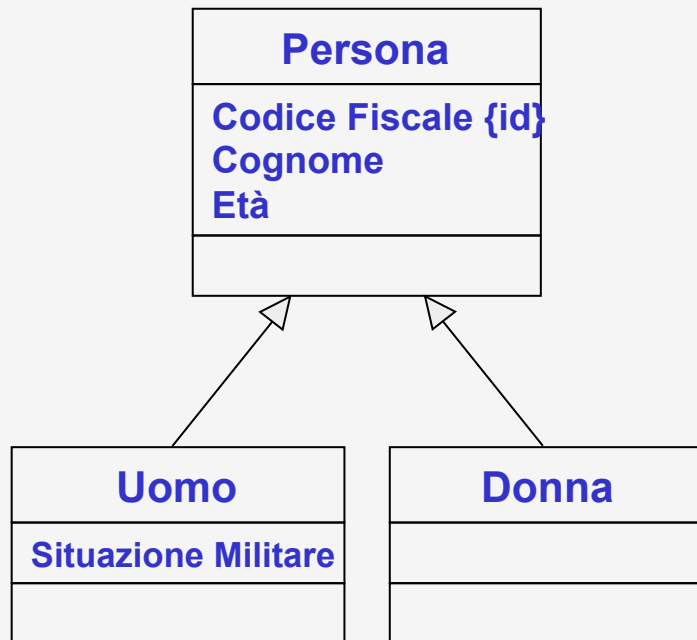 Persona
Codice Fiscale {id}
Cognome
Età
Uomo
Donna
Situazione Militare